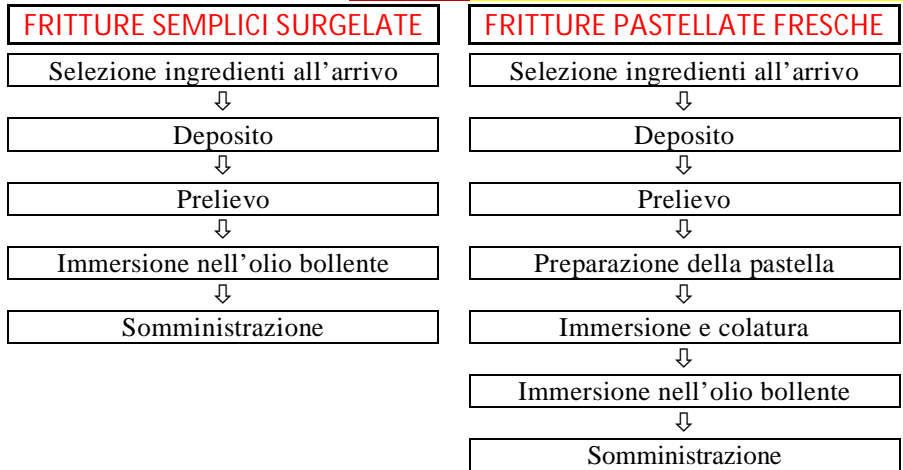 FRITTURE SEMPLICI SURGELATE
Selezione ingredienti all'arrivo
⇩
Deposito
⇩
Prelievo
⇩
Immersione nell'olio bollente
⇩
Somministrazione
FRITTURE PASTELLATE FRESCHE
Selezione ingredienti all'arrivo
⇩
Deposito
⇩
Prelievo
⇩
Preparazione della pastella
⇩
Immersione e colatura
⇩
Immersione nell'olio bollente
⇩
Somministrazione